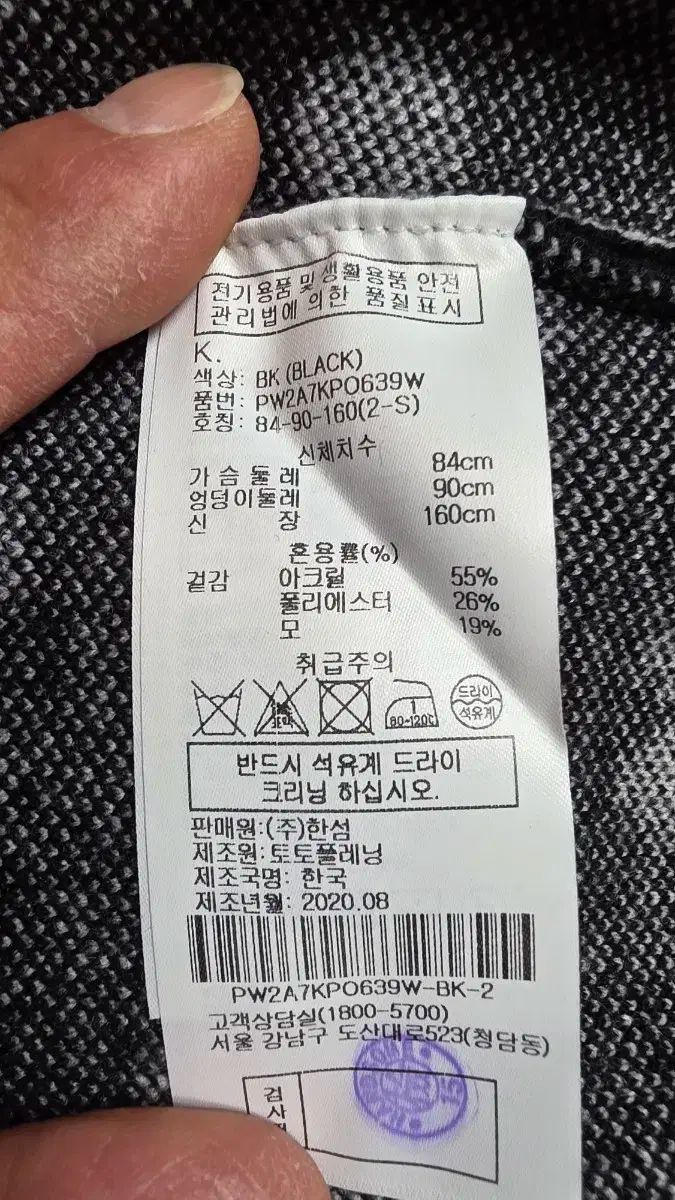 전기용품 및 생활용품 안전
관리법에 의한 품질표시
K.
색상: BK (BLACK)
품번: PW2A7KPO639W
호칭: 84-90-160(2-S)
신체치수
가슴둘레 84cm
엉덩이둘레 90cm
신장 160cm
혼용률(%)
겉감 아크릴 55%
폴리에스터 26%
모 19%
취급주의
80-120℃
드라이
석유계
반드시 석유계 드라이
크리닝 하십시오.
판매원:(주)한섬
제조원:토토플레닝
제조국명: 한국
제조년월: 2020.08
PW2A7KPO639W-BK-2
고객상담실(1800-5700)
서울 강남구 도산대로523(청담동)
검
사